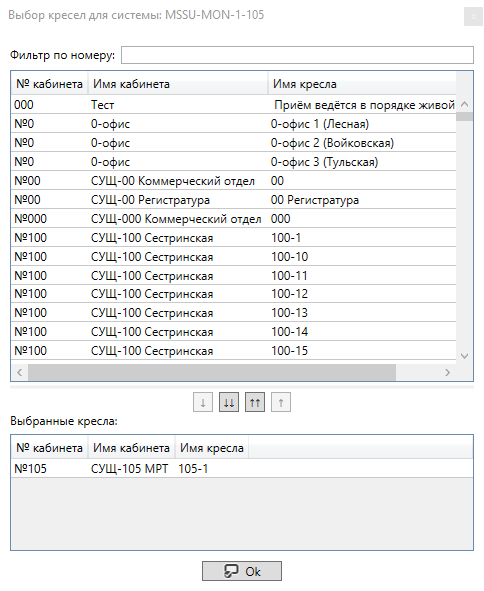 Выбор кресел для системы: MSSU-MON-1-105
Фильтр по номеру:
№ кабинета Имя кабинета Имя кресла
000 Тест Приём ведётся в порядке живой
№0 0-офис 0-офис 1 (Лесная)
№0 0-офис 0-офис 2 (Войковская)
№0 0-офис 0-офис 3 (Тульская)
№00 СУЩ-00 Коммерческий отдел 00
№00 СУЩ-00 Регистратура 00 Регистратура
№000 СУЩ-000 Коммерческий отдел 000
№100 СУЩ-100 Сестринская 100-1
№100 СУЩ-100 Сестринская 100-10
№100 СУЩ-100 Сестринская 100-11
№100 СУЩ-100 Сестринская 100-12
№100 СУЩ-100 Сестринская 100-13
№100 СУЩ-100 Сестринская 100-14
№100 СУЩ-100 Сестринская 100-15
↓ ↓↓ ↑↑ ↑
Выбранные кресла:
№ кабинета Имя кабинета Имя кресла
№105 СУЩ-105 МРТ 105-1
Ok